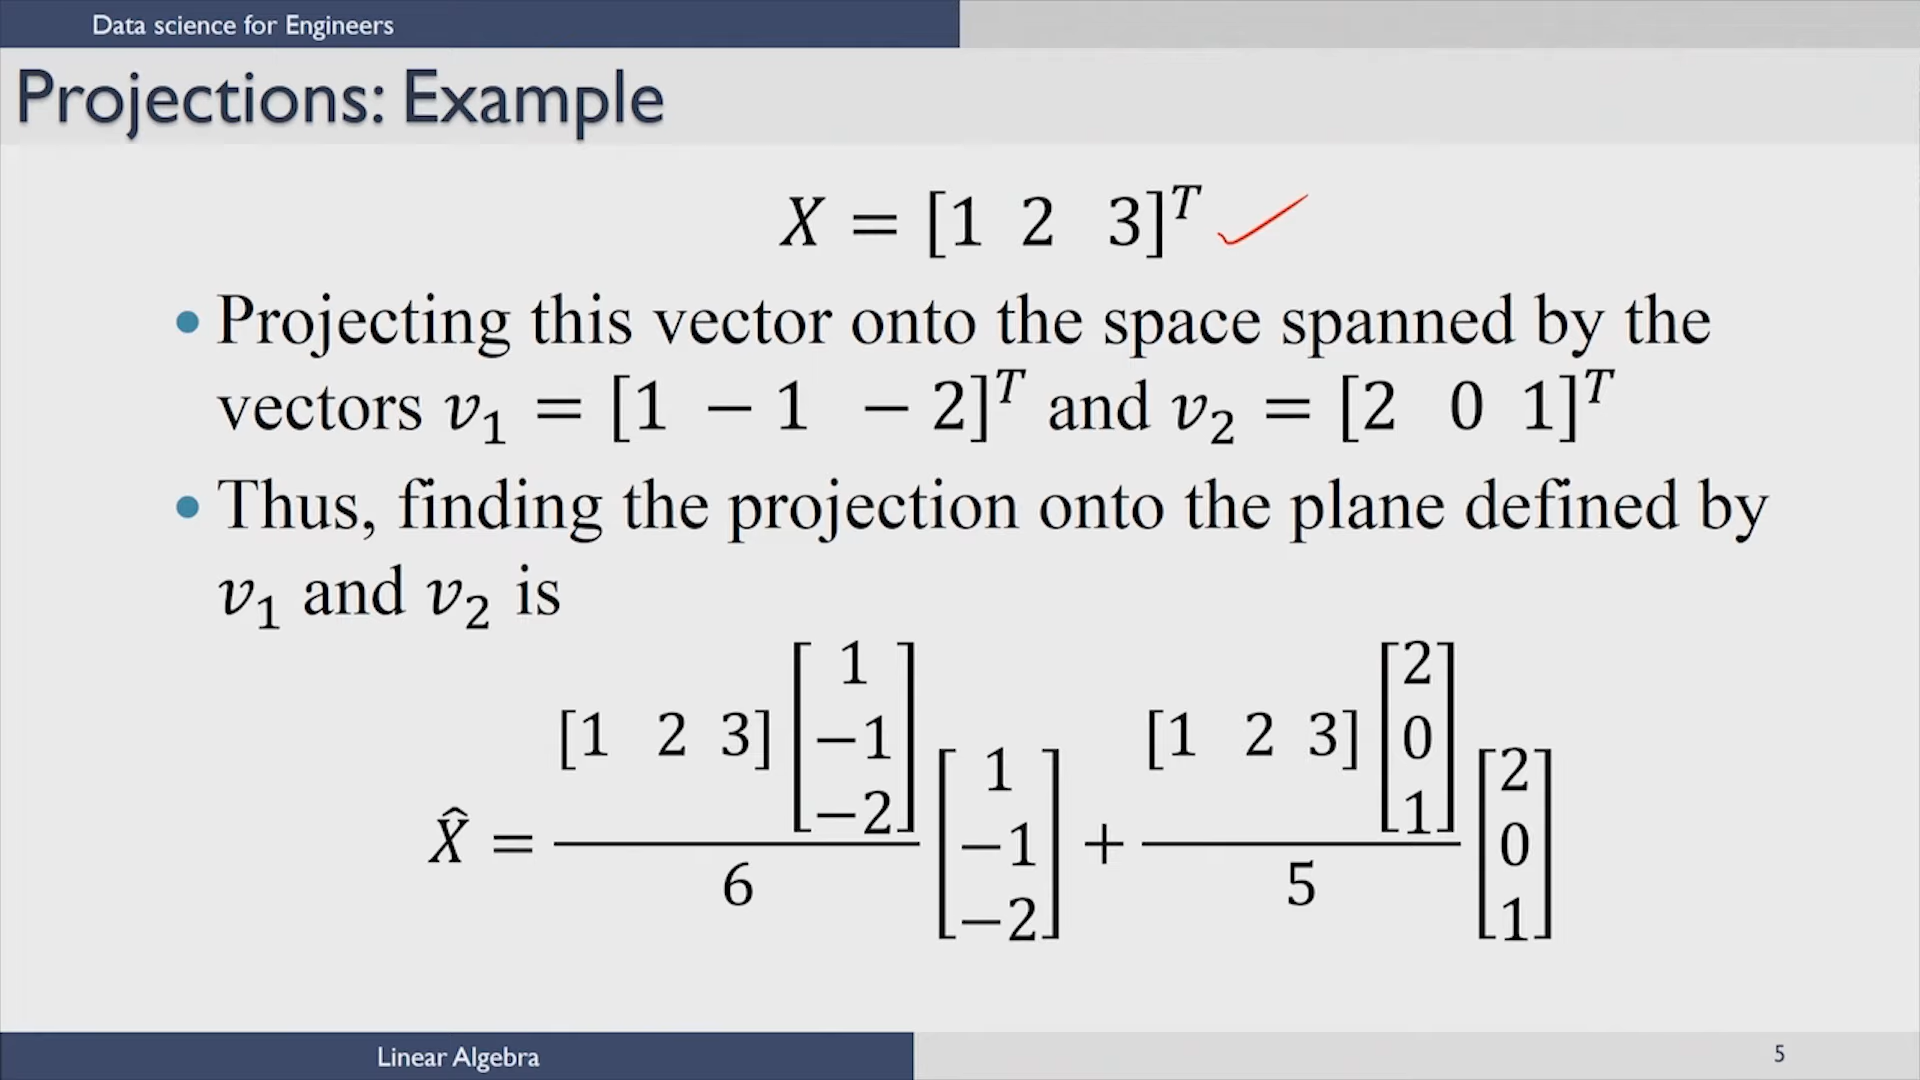 Data science for Engineers
Projections: Example
X = [1 2 3]ᵀ
• Projecting this vector onto the space spanned by the
vectors v₁ = [1 − 1 − 2]ᵀ and v₂ = [2 0 1]ᵀ
• Thus, finding the projection onto the plane defined by
v₁ and v₂ is
X̂ = [1 2 3] [1 −1 −2] / 6 [1 −1 −2] + [1 2 3] [2 0 1] / 5 [2 0 1]
Linear Algebra
5